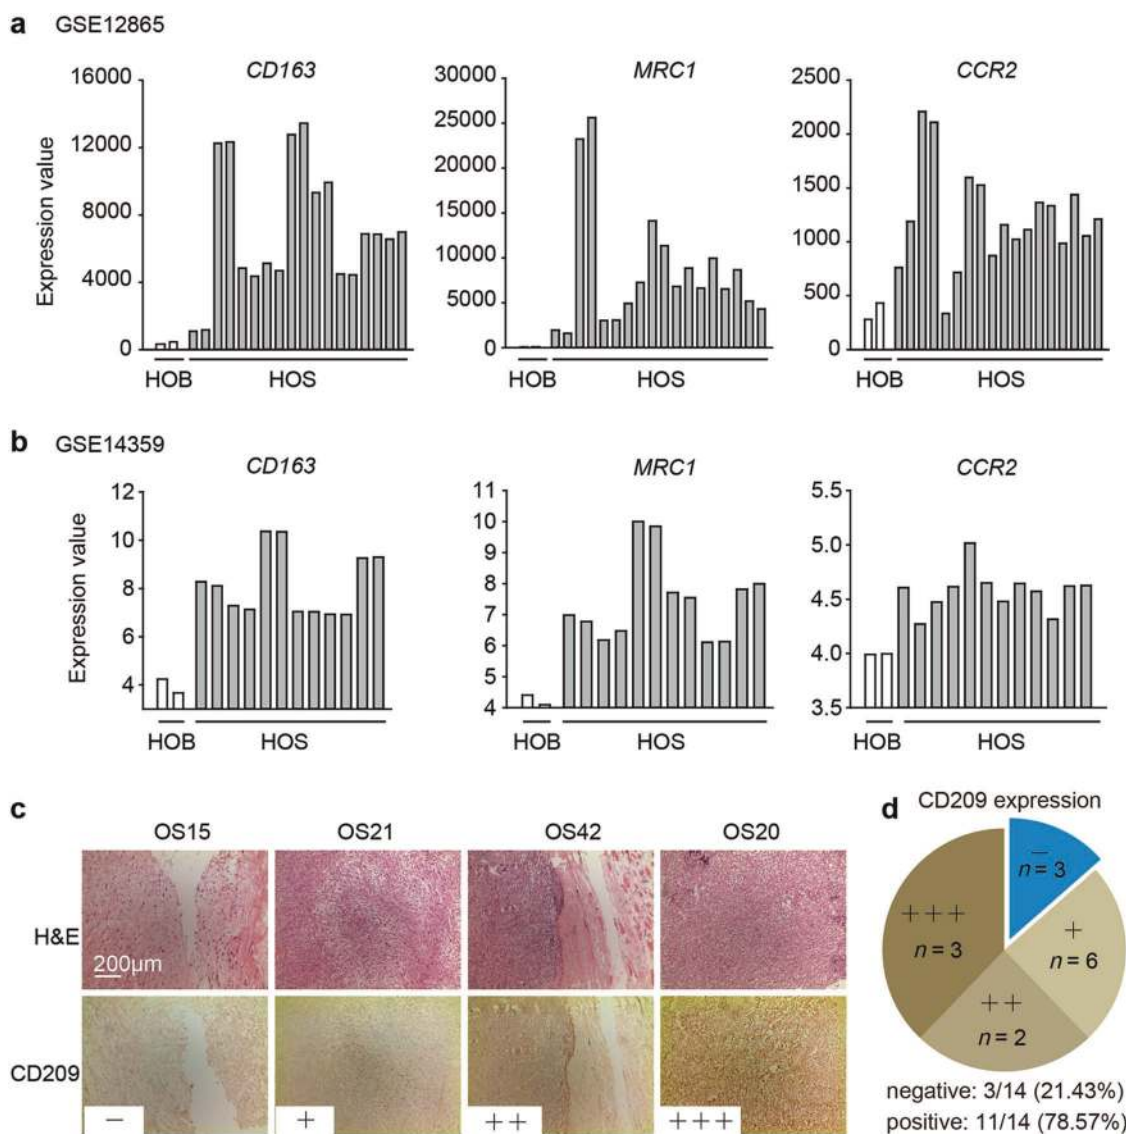 a GSE12865
CD163
MRC1
CCR2
Expression value
16000
12000
8000
4000
0
30000
25000
20000
15000
10000
5000
0
2500
2000
1500
1000
500
0
HOB HOS
HOB HOS
HOB HOS
b GSE14359
CD163
MRC1
CCR2
Expression value
12
10
8
6
4
11
10
9
8
7
6
5
4
5.5
5.0
4.5
4.0
3.5
HOB HOS
HOB HOS
HOB HOS
c
OS15 OS21 OS42 OS20
H&E
200μm
CD209
− + ++ +++
d CD209 expression
−
n = 3
+
n = 6
++
n = 2
+++
n = 3
negative: 3/14 (21.43%)
positive: 11/14 (78.57%)